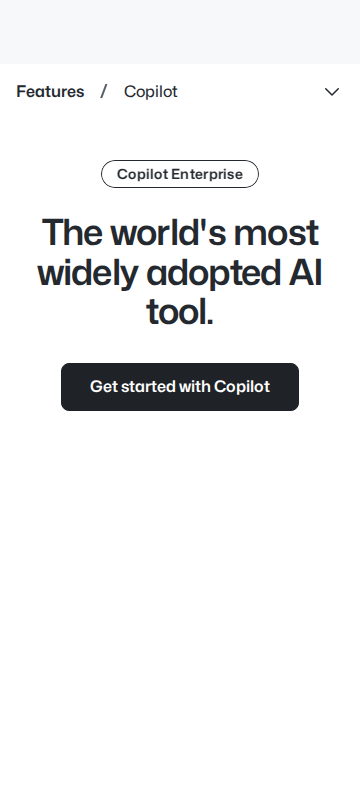 Features / Copilot
Copilot Enterprise
The world's most
widely adopted AI
tool.
Get started with Copilot